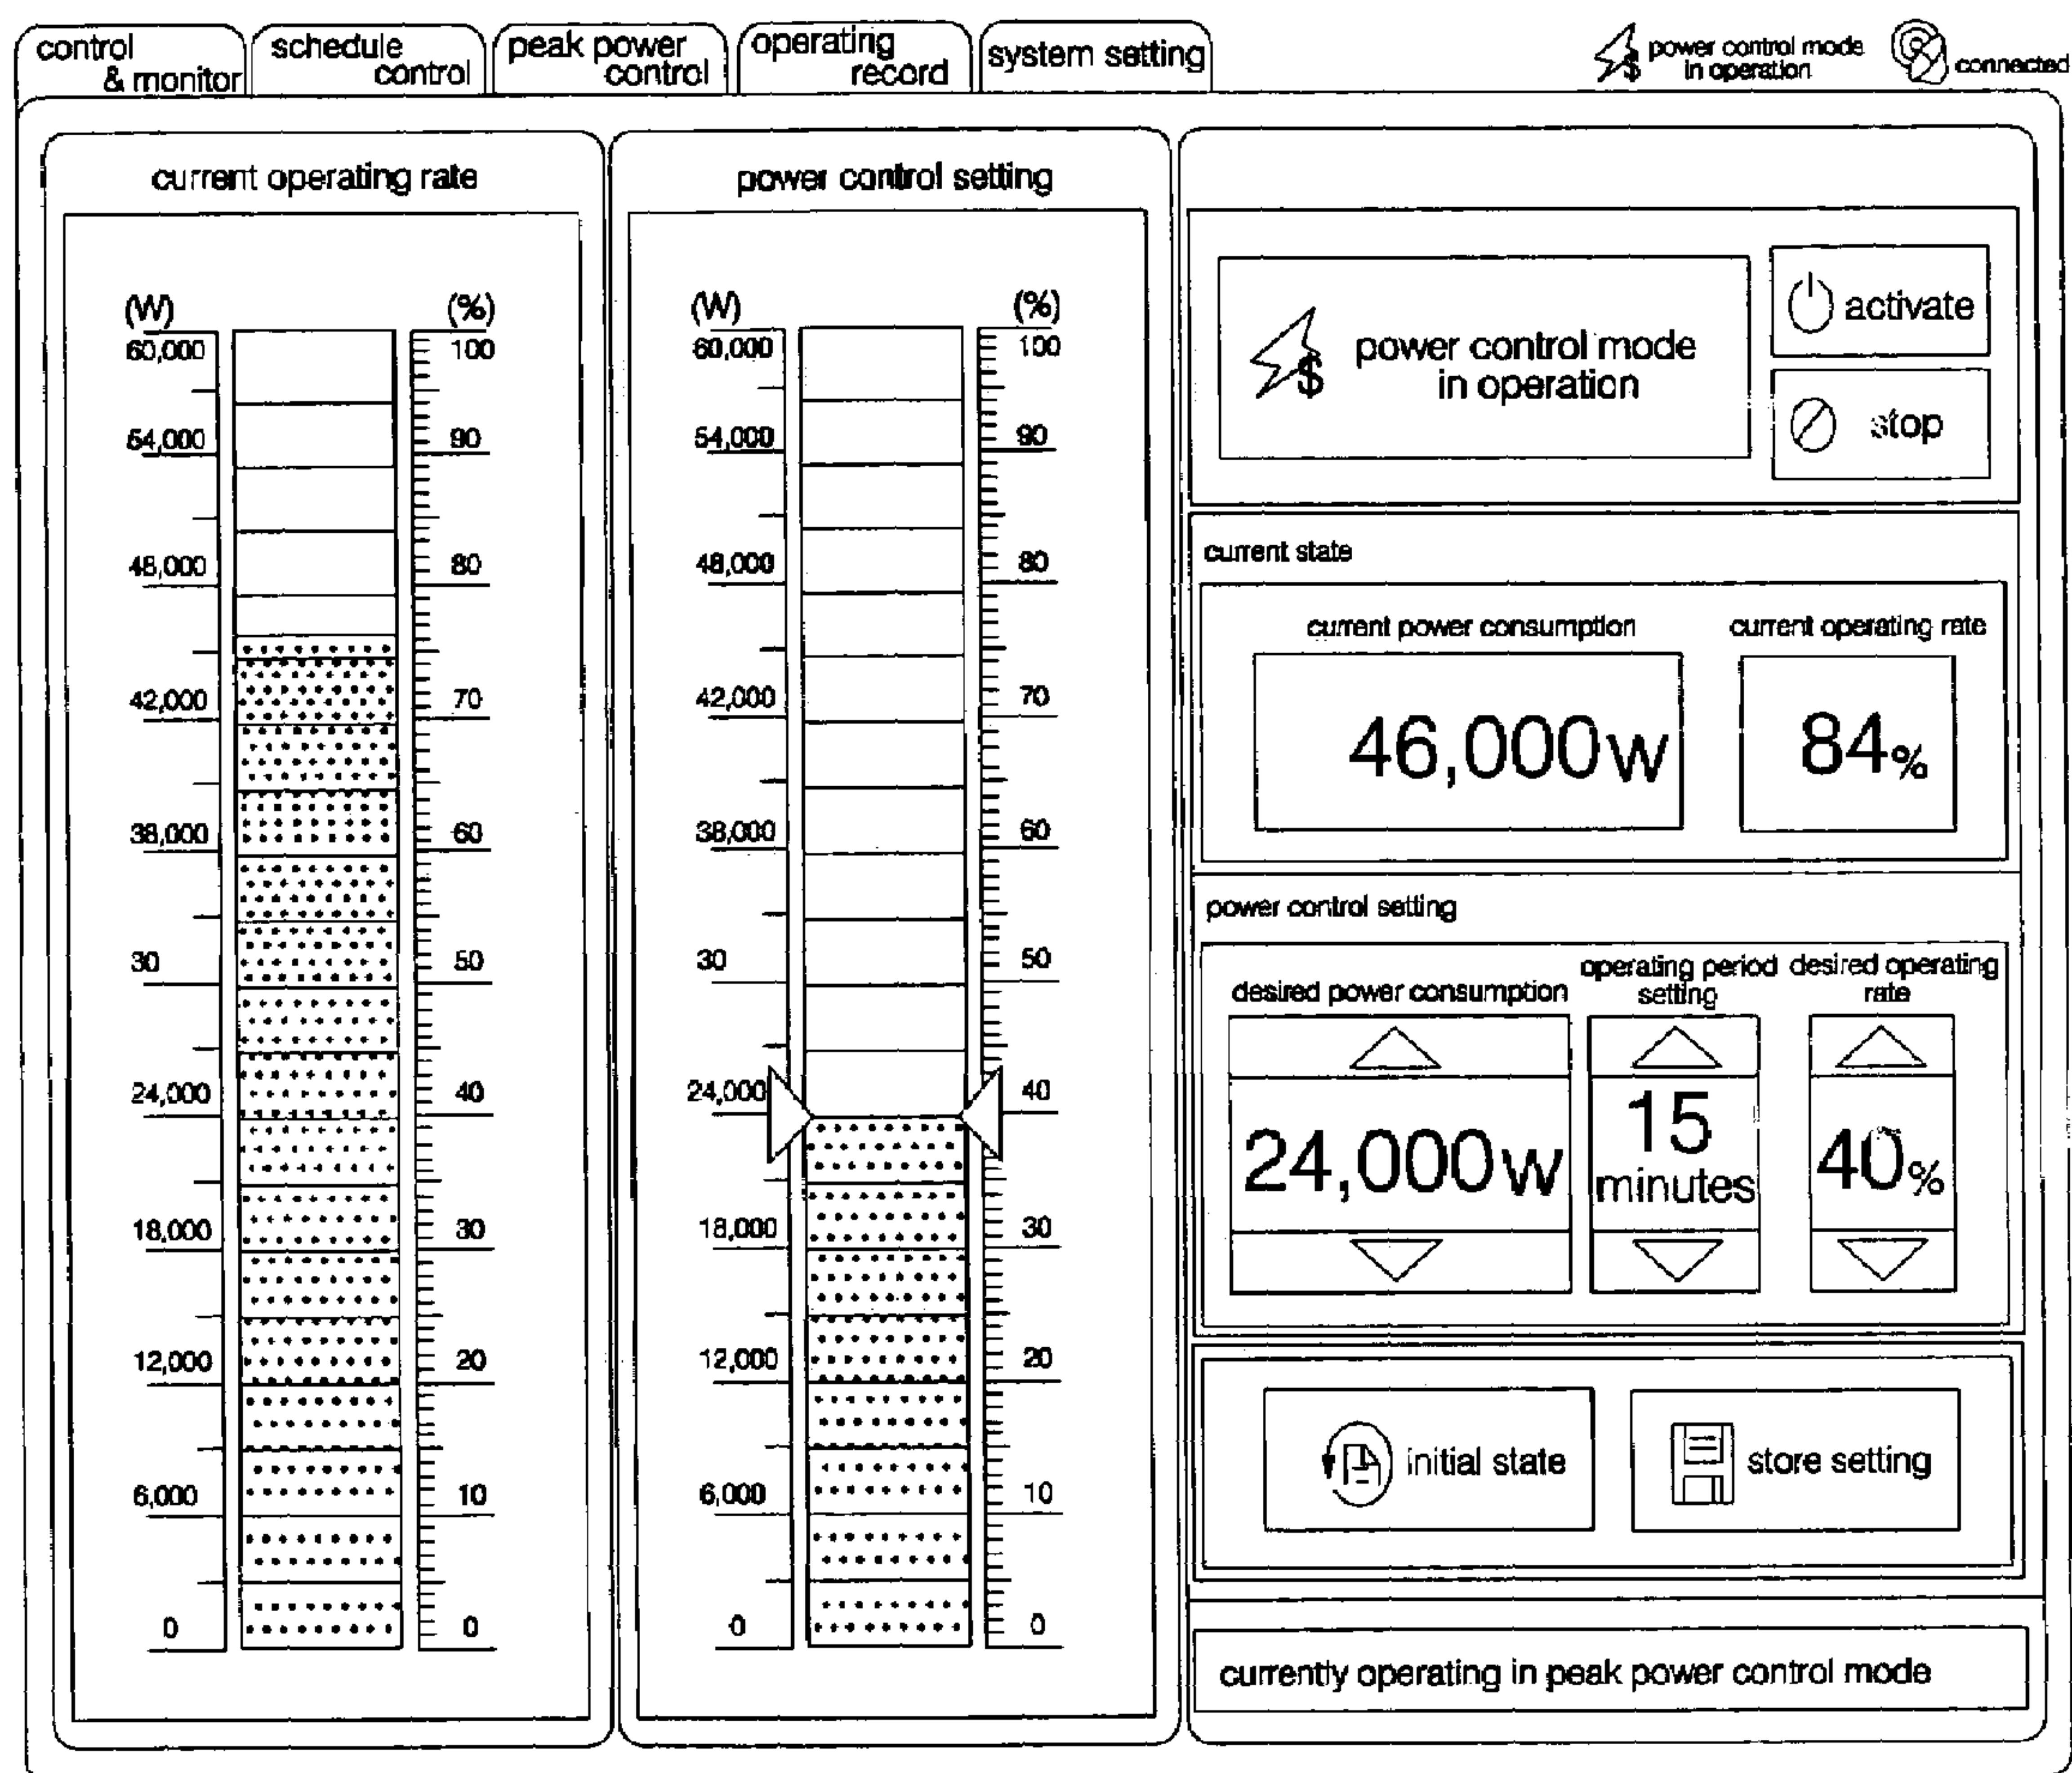 control
& monitor
schedule
control
peak power
control
operating
record
system setting
power control mode
in operation
connected
current operating rate
(W)
(%)
60,000
100
54,000
90
48,000
80
42,000
70
38,000
60
30
50
24,000
40
18,000
30
12,000
20
6,000
10
0
0
power control setting
(W)
(%)
60,000
100
54,000
90
48,000
80
42,000
70
38,000
60
30
50
24,000
40
18,000
30
12,000
20
6,000
10
0
0
$ power control mode
in operation
activate
stop
current state
current power consumption
current operating rate
46,000W
84%
power control setting
desired power consumption
operating period
setting
desired operating
rate
24,000W
15
minutes
40%
initial state
store setting
currently operating in peak power control mode